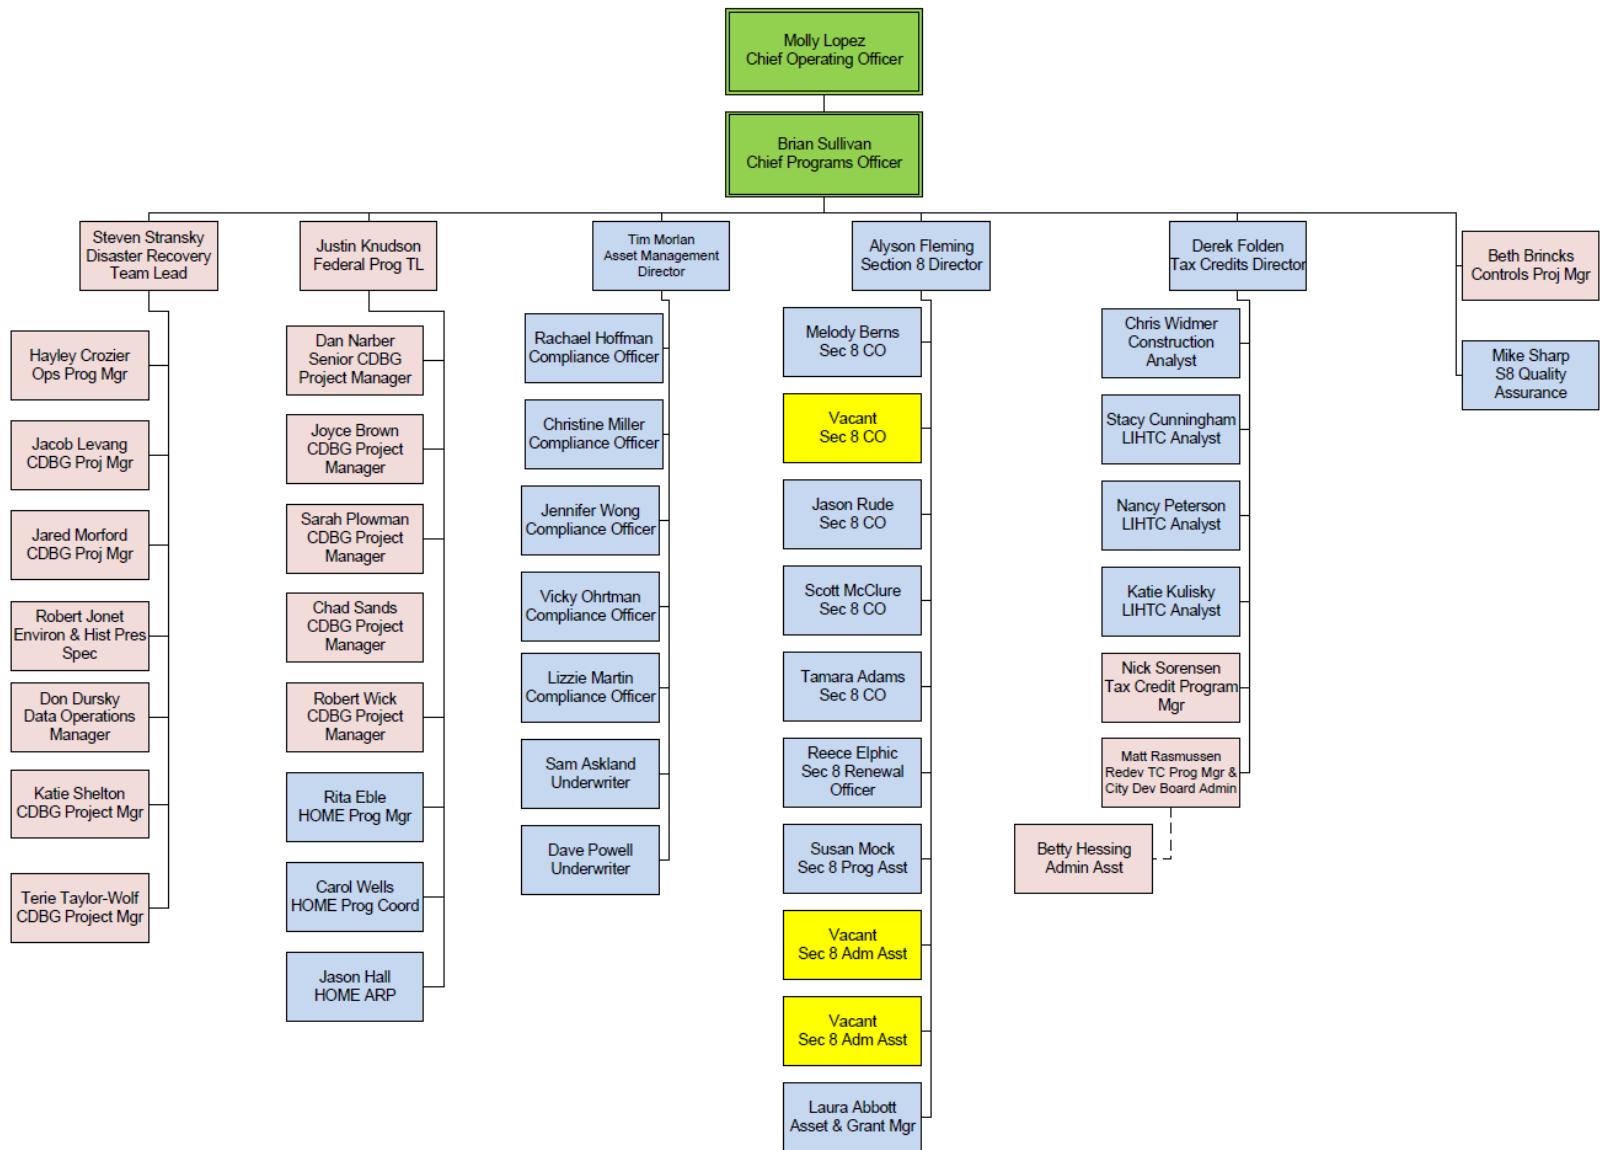 Molly Lopez
Chief Operating Officer
Brian Sullivan
Chief Programs Officer
Steven Stransky
Disaster Recovery
Team Lead
Hayley Crozier
Ops Prog Mgr
Jacob Levang
CDBG Proj Mgr
Jared Morford
CDBG Proj Mgr
Robert Jonet
Environ & Hist Pres
Spec
Don Dursky
Data Operations
Manager
Katie Shelton
CDBG Project Mgr
Terie Taylor-Wolf
CDBG Project Mgr
Justin Knudson
Federal Prog TL
Dan Narber
Senior CDBG
Project Manager
Joyce Brown
CDBG Project
Manager
Sarah Plowman
CDBG Project
Manager
Chad Sands
CDBG Project
Manager
Robert Wick
CDBG Project
Manager
Rita Eble
HOME Prog Mgr
Carol Wells
HOME Prog Coord
Jason Hall
HOME ARP
Tim Morlan
Asset Management
Director
Rachael Hoffman
Compliance Officer
Christine Miller
Compliance Officer
Jennifer Wong
Compliance Officer
Vicky Ohrtman
Compliance Officer
Lizzie Martin
Compliance Officer
Sam Askland
Underwriter
Dave Powell
Underwriter
Alyson Fleming
Section 8 Director
Melody Berns
Sec 8 CO
Vacant
Sec 8 CO
Jason Rude
Sec 8 CO
Scott McClure
Sec 8 CO
Tamara Adams
Sec 8 CO
Reece Elphic
Sec 8 Renewal
Officer
Susan Mock
Sec 8 Prog Asst
Vacant
Sec 8 Adm Asst
Vacant
Sec 8 Adm Asst
Laura Abbott
Asset & Grant Mgr
Derek Folden
Tax Credits Director
Chris Widmer
Construction
Analyst
Stacy Cunningham
LIHTC Analyst
Nancy Peterson
LIHTC Analyst
Katie Kulisky
LIHTC Analyst
Nick Sorensen
Tax Credit Program
Mgr
Matt Rasmussen
Redev TC Prog Mgr &
City Dev Board Admin
Betty Hessing
Admin Asst
Beth Brincks
Controls Proj Mgr
Mike Sharp
S8 Quality
Assurance